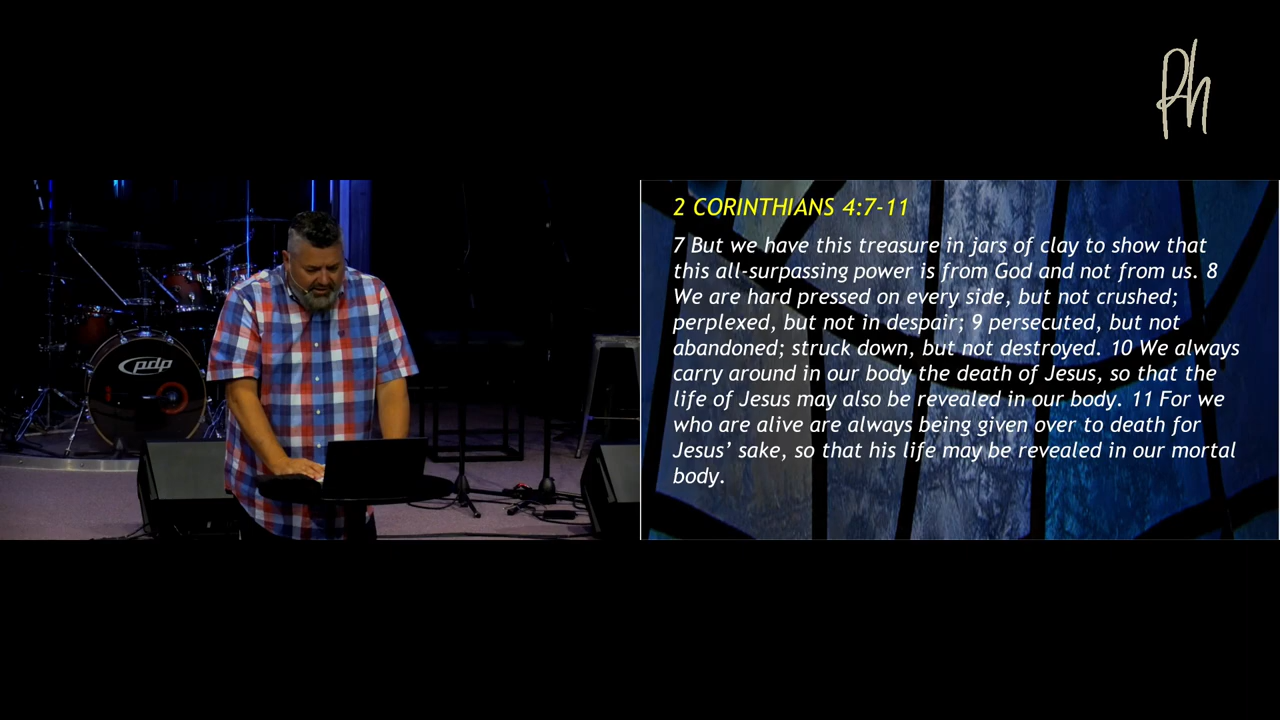 Ph
2 CORINTHIANS 4:7-11
7 But we have this treasure in jars of clay to show that
this all-surpassing power is from God and not from us. 8
We are hard pressed on every side, but not crushed;
perplexed, but not in despair; 9 persecuted, but not
abandoned; struck down, but not destroyed. 10 We always
carry around in our body the death of Jesus, so that the
life of Jesus may also be revealed in our body. 11 For we
who are alive are always being given over to death for
Jesus’ sake, so that his life may be revealed in our mortal
body.
pdp